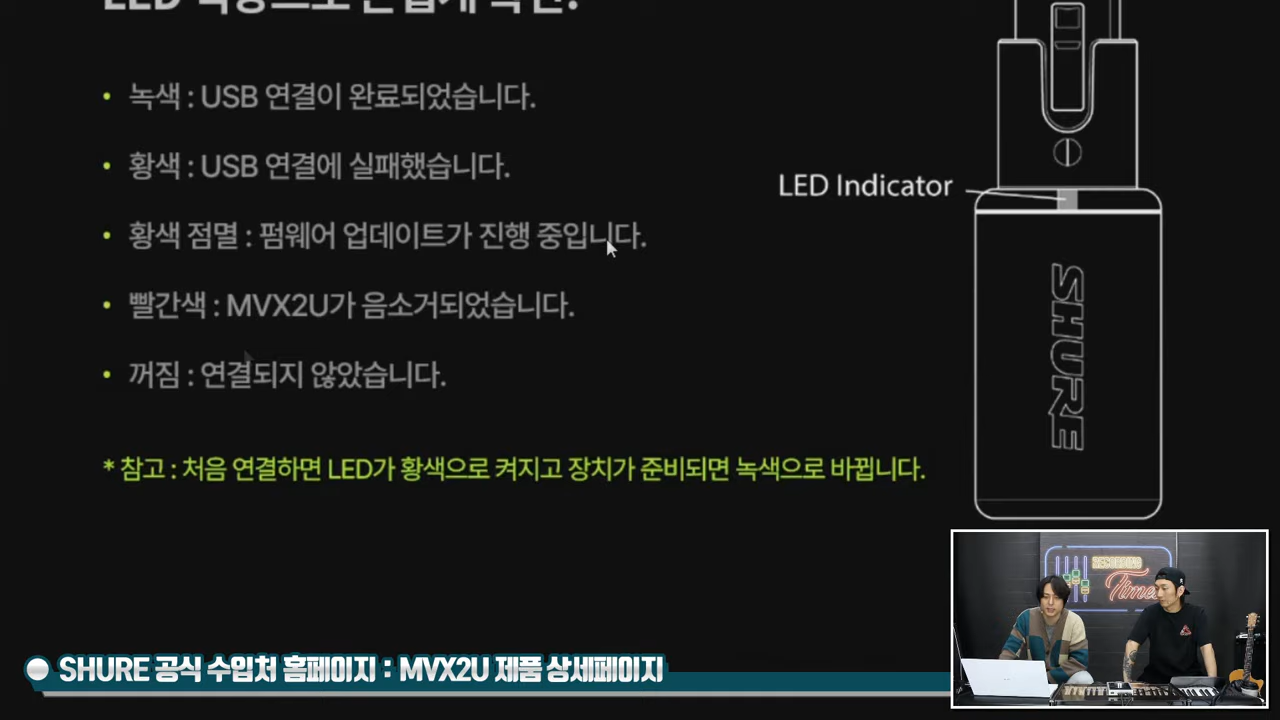 • 녹색 : USB 연결이 완료되었습니다.
• 황색 : USB 연결에 실패했습니다.
LED Indicator
• 황색 점멸 : 펌웨어 업데이트가 진행 중입니다.
• 빨간색 : MVX2U가 음소거되었습니다.
SHURE
• 꺼짐 : 연결되지 않았습니다.
* 참고 : 처음 연결하면 LED가 황색으로 켜지고 장치가 준비되면 녹색으로 바뀝니다.
RECORDING
Time
SHURE 공식 수입처 홈페이지 : MVX2U 제품 상세페이지